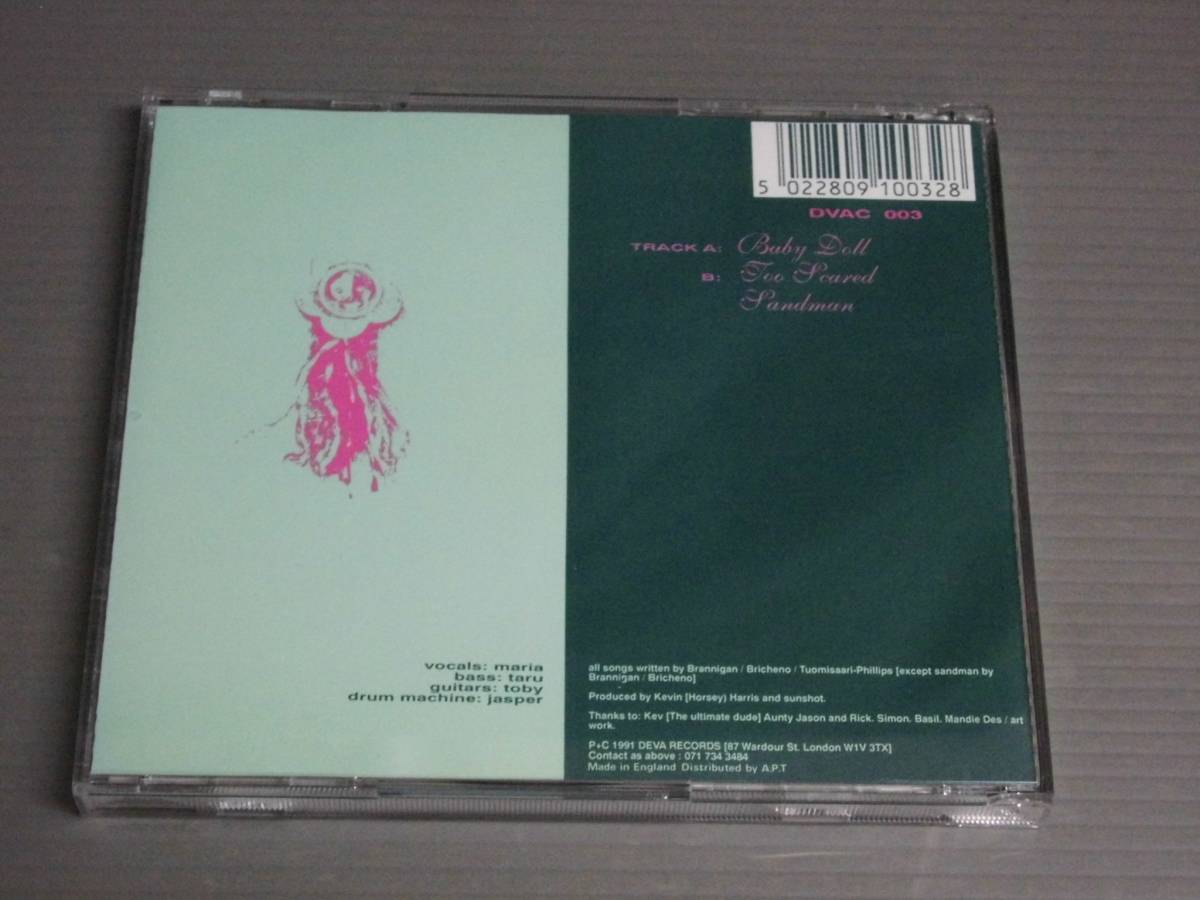 5 022809 100328
DVAC 003
TRACK A: Baby Doll
B: Too Scared
Sandman
vocals: maria
bass: taru
guitars: toby
drum machine: jasper
all songs written by Brannigan / Bricheno / Tuomisaari-Phillips [except sandman by
Brannigan / Bricheno]
Produced by Kevin [Horsey) Harris and sunshot.
Thanks to: Kev [The ultimate dude] Aunty Jason and Rick. Simon. Basil. Mandie Des / art
work.
P+C 1991 DEVA RECORDS [87 Wardour St. London W1V 3TX]
Contact as above : 071 734 3484
Made in England Distributed by A.P.T